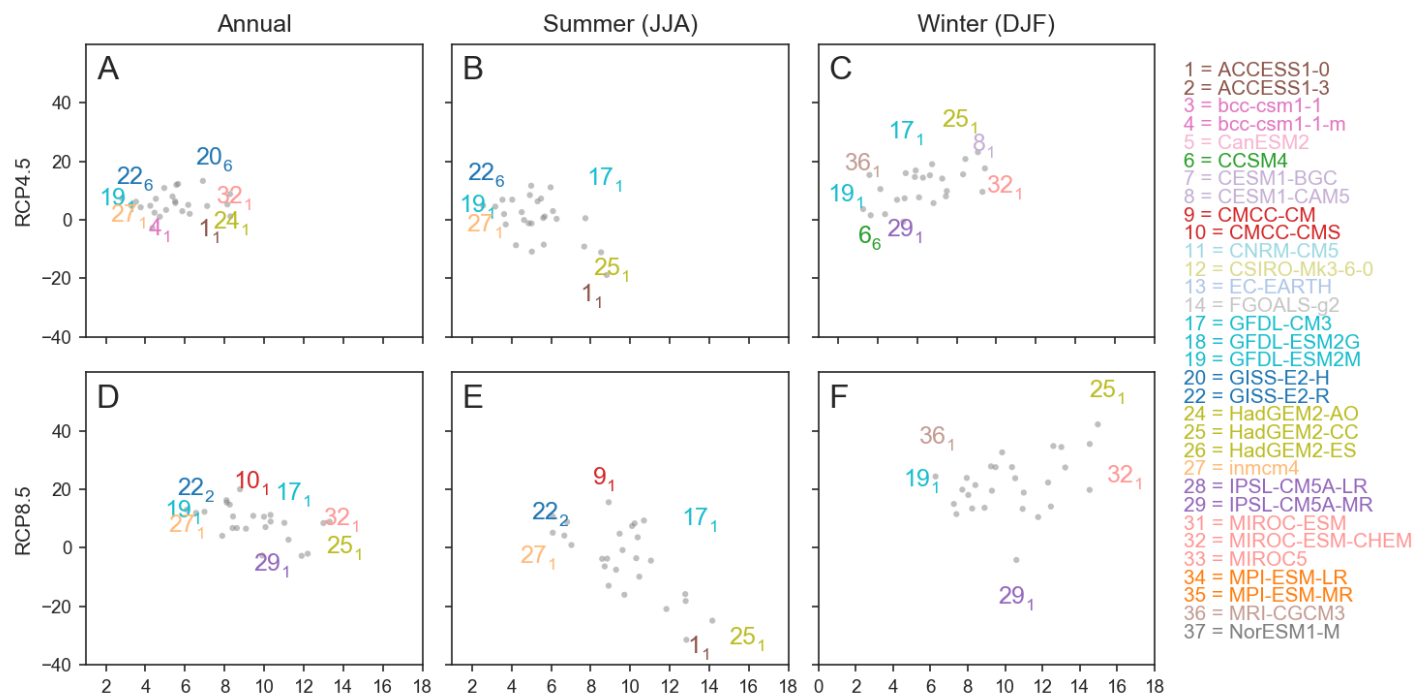 Annual
Summer (JJA)
Winter (DJF)
A
B
C
RCP4.5
40
20
0
−20
−40
22₆
20₆
19₁
27₁
4₁
1₁
32₁
24₁
22₆
19₁
27₁
17₁
25₁
1₁
17₁
25₁
8₁
36₁
19₁
32₁
6₆
29₁
D
E
F
RCP8.5
40
20
0
−20
−40
22₂
10₁
17₁
19₁
27₁
32₁
25₁
29₁
9₁
22₂
27₁
17₁
1₁
25₁
25₁
36₁
19₁
32₁
29₁
2 4 6 8 10 12 14 16 18
2 4 6 8 10 12 14 16 18
0 2 4 6 8 10 12 14 16 18
1 = ACCESS1-0
2 = ACCESS1-3
3 = bcc-csm1-1
4 = bcc-csm1-1-m
5 = CanESM2
6 = CCSM4
7 = CESM1-BGC
8 = CESM1-CAM5
9 = CMCC-CM
10 = CMCC-CMS
11 = CNRM-CM5
12 = CSIRO-Mk3-6-0
13 = EC-EARTH
14 = FGOALS-g2
17 = GFDL-CM3
18 = GFDL-ESM2G
19 = GFDL-ESM2M
20 = GISS-E2-H
22 = GISS-E2-R
24 = HadGEM2-AO
25 = HadGEM2-CC
26 = HadGEM2-ES
27 = inmcm4
28 = IPSL-CM5A-LR
29 = IPSL-CM5A-MR
31 = MIROC-ESM
32 = MIROC-ESM-CHEM
33 = MIROC5
34 = MPI-ESM-LR
35 = MPI-ESM-MR
36 = MRI-CGCM3
37 = NorESM1-M